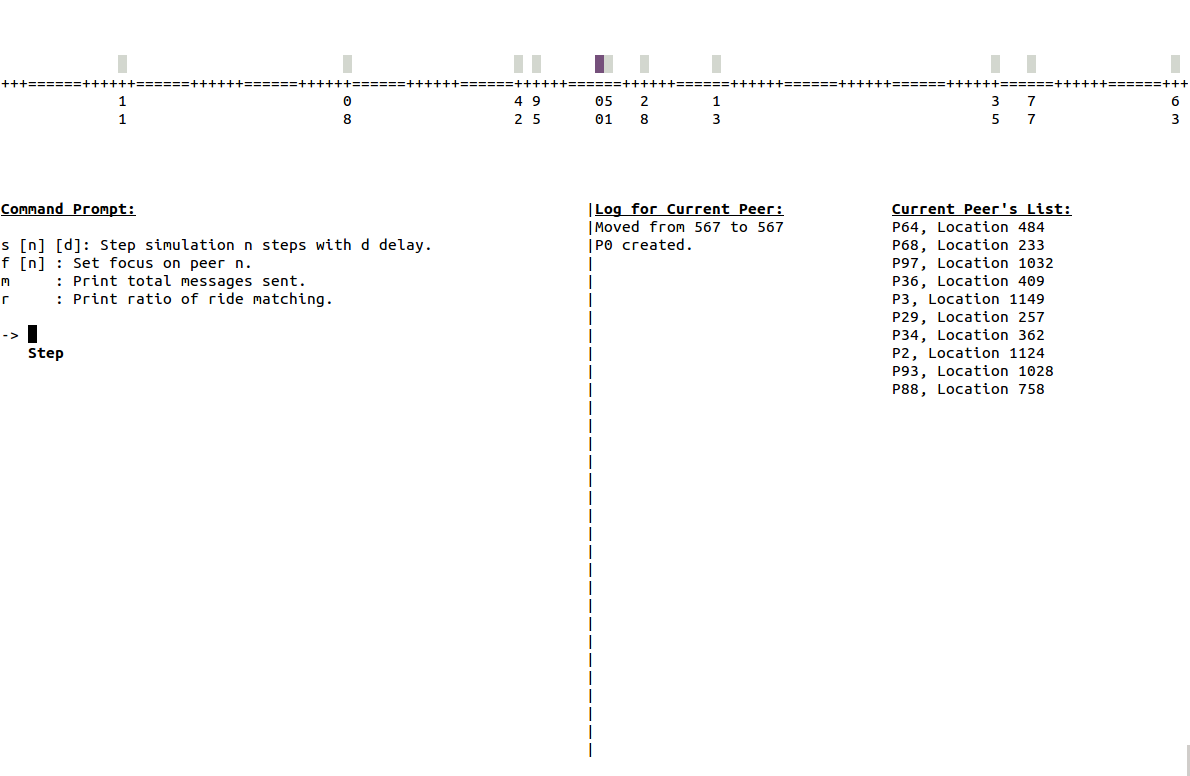 +++======++++++======++++++======++++++======++++++======++++++======++++++======++++++======++++++======++++++======++++++======+++
1 0 4 9 05 2 1 3 7 6
1 8 2 5 01 8 3 5 7 3
Command Prompt:
s [n] [d]: Step simulation n steps with d delay.
f [n] : Set focus on peer n.
m : Print total messages sent.
r : Print ratio of ride matching.
->
Step
Log for Current Peer:
Moved from 567 to 567
P0 created.
Current Peer's List:
P64, Location 484
P68, Location 233
P97, Location 1032
P36, Location 409
P3, Location 1149
P29, Location 257
P34, Location 362
P2, Location 1124
P93, Location 1028
P88, Location 758